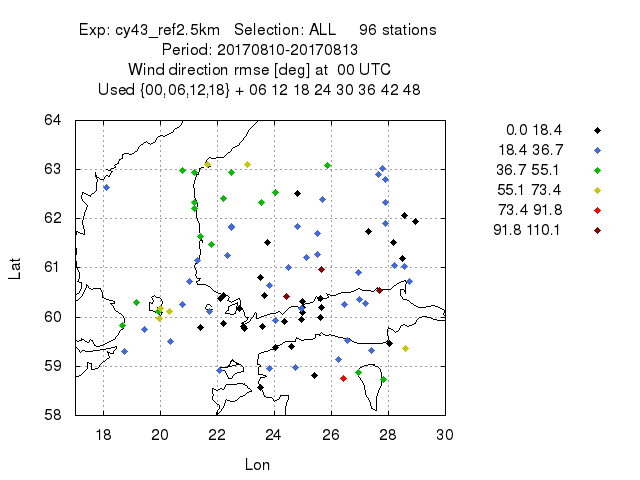 Exp: cy43_ref2.5km   Selection: ALL     96 stations
Period: 20170810-20170813
Wind direction rmse [deg] at  00 UTC
Used {00,06,12,18} + 06 12 18 24 30 36 42 48
64
63
62
61
60
59
58
Lat
18 20 22 24 26 28 30
Lon
0.0 18.4
18.4 36.7
36.7 55.1
55.1 73.4
73.4 91.8
91.8 110.1